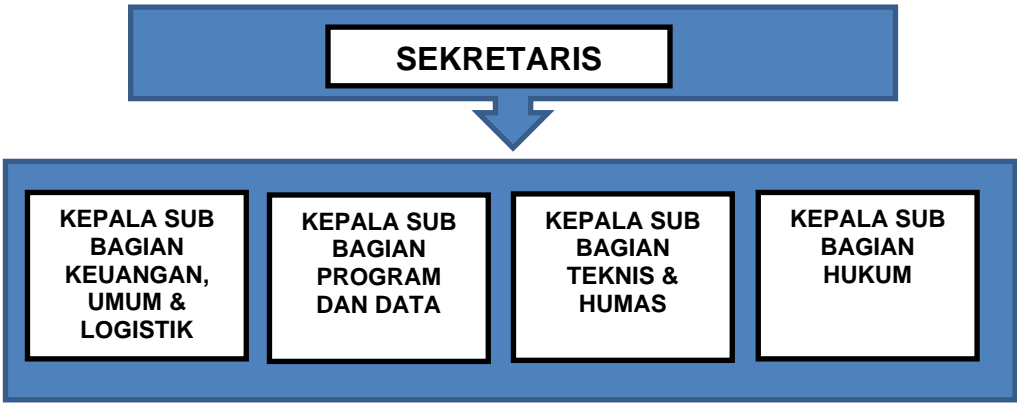 SEKRETARIS
KEPALA SUB
BAGIAN
KEUANGAN,
UMUM &
LOGISTIK
KEPALA SUB
BAGIAN
PROGRAM
DAN DATA
KEPALA SUB
BAGIAN
TEKNIS &
HUMAS
KEPALA SUB
BAGIAN
HUKUM